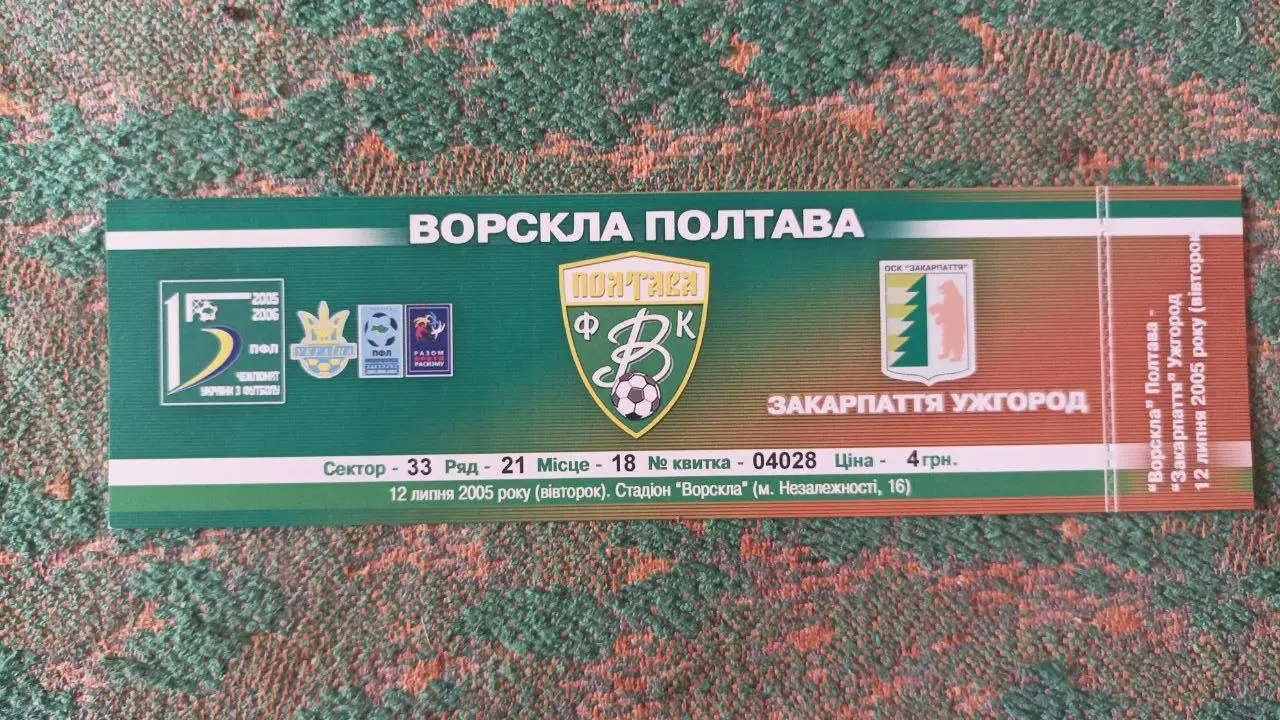 ВОРСКЛА ПОЛТАВА
2005
2006
ПФЛ
ЧЕМПІОНАТ
УКРАЇНИ З ФУТБОЛУ
УКРАЇНА
ПФЛ
РАЗОМ
ПРОТИ
РАСИЗМУ
ПОЛТАВА
ФК
В
ОСК "ЗАКАРПАТТЯ"
ЗАКАРПАТТЯ УЖГОРОД
Сектор - 33 Ряд - 21 Місце - 18 № квитка - 04028 Ціна - 4 грн.
12 липня 2005 року (вівторок). Стадіон "Ворскла" (м. Незалежності, 16)
"Ворскла" Полтава -
"Закарпаття" Ужгород
12 липня 2005 року (вівторок